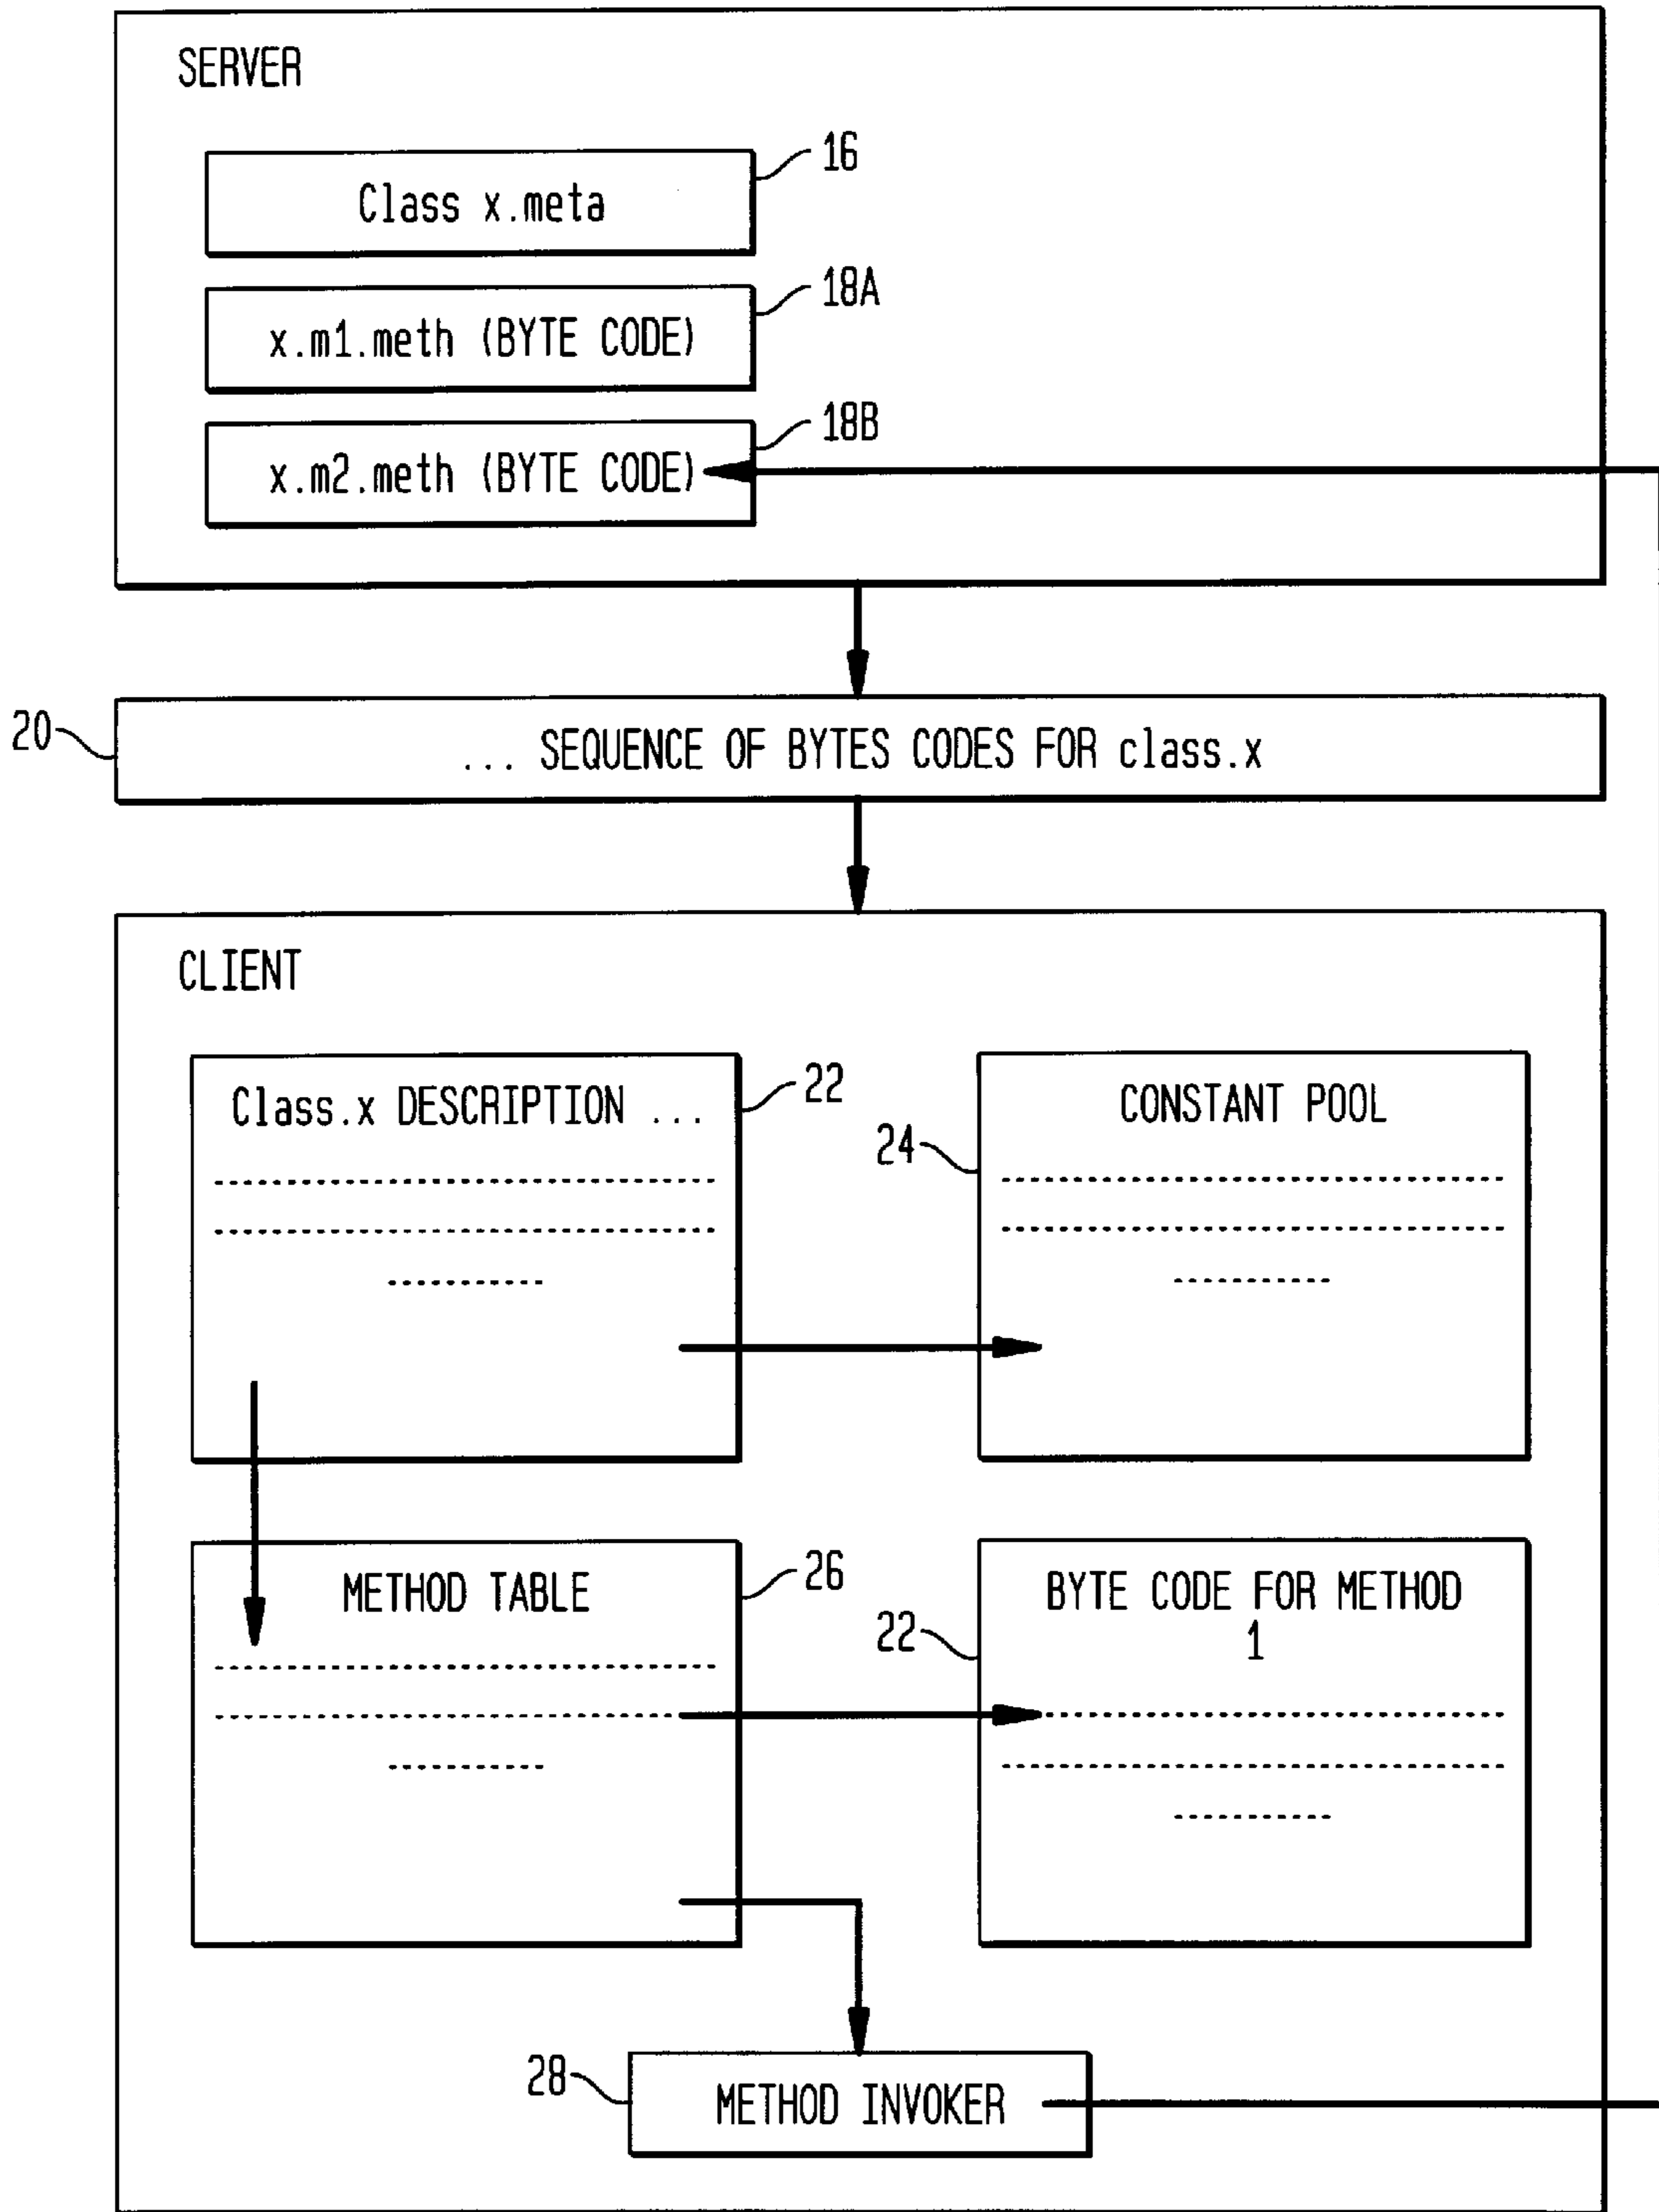 SERVER
16
Class x.meta
18A
x.m1.meth (BYTE CODE)
18B
x.m2.meth (BYTE CODE)
20
... SEQUENCE OF BYTES CODES FOR class.x
CLIENT
Class.x DESCRIPTION ...
22
CONSTANT POOL
24
METHOD TABLE
26
BYTE CODE FOR METHOD
1
22
28
METHOD INVOKER